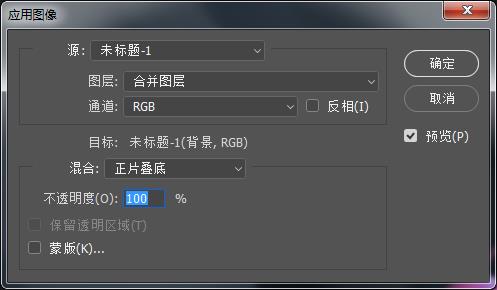 应用图像
源: 未标题-1
确定
图层: 合并图层
通道: RGB 反相(I)
取消
目标: 未标题-1(背景, RGB)
预览(P)
混合: 正片叠底
不透明度(O): 100 %
保留透明区域(T)
蒙版(K)...